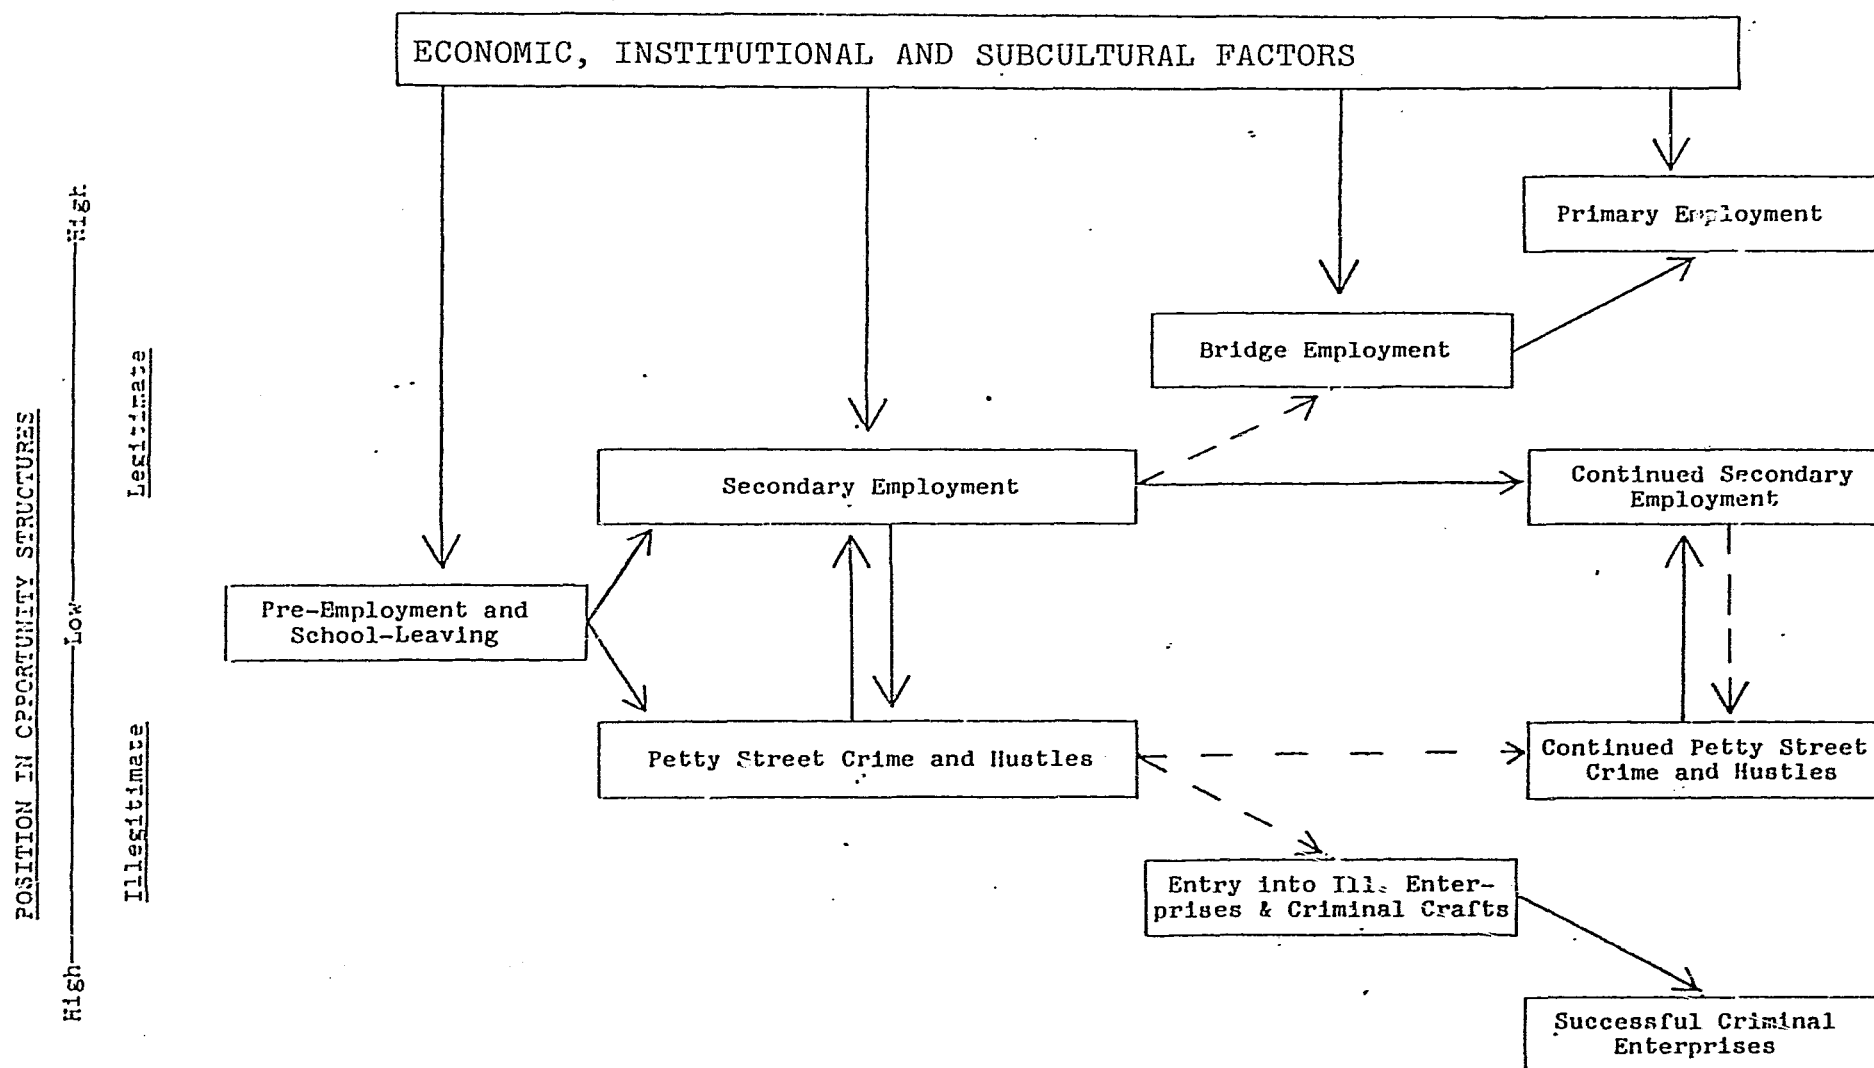 ECONOMIC, INSTITUTIONAL AND SUBCULTURAL FACTORS
Primary Employment
Bridge Employment
Secondary Employment
Continued Secondary
Employment
Pre-Employment and
School-Leaving
Petty Street Crime and Hustles
Continued Petty Street
Crime and Hustles
Entry into Ill. Enter-
prises & Criminal Crafts
Successful Criminal
Enterprises
POSITION IN OPPORTUNITY STRUCTURES
High
Low
High
Legitimate
Illegitimate